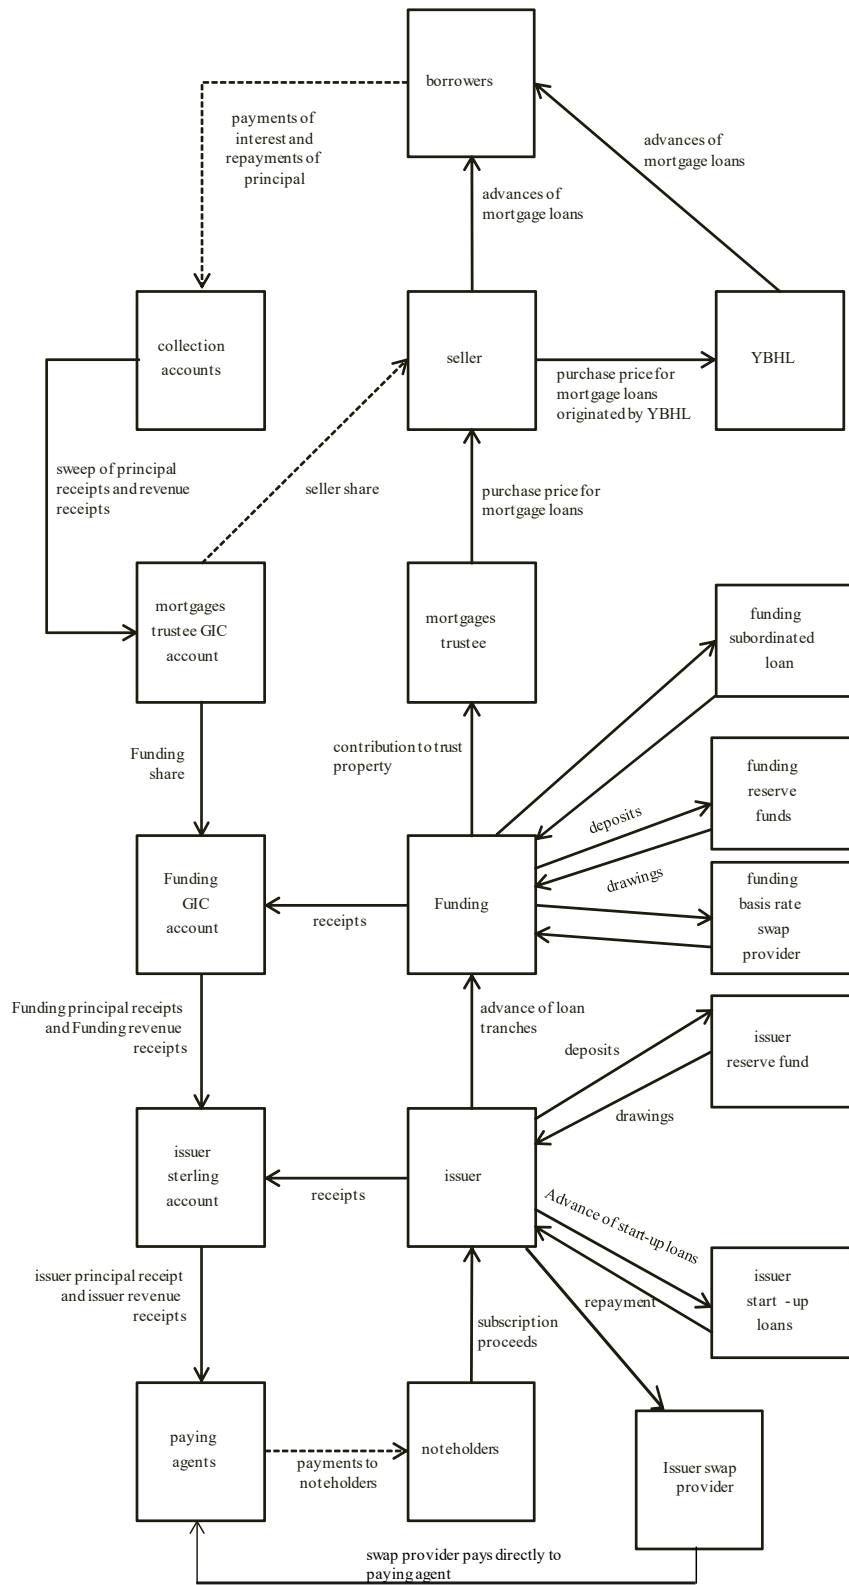 borrowers
payments of
interest and
repayments of
principal
advances of
mortgage loans
advances of
mortgage loans
collection
accounts
seller
YBHL
purchase price for
mortgage loans
originated by YBHL
sweep of principal
receipts and revenue
receipts
seller share
purchase price for
mortgage loans
mortgages
trustee GIC
account
mortgages
trustee
funding
subordinated
loan
Funding
share
contribution to trust
property
funding
reserve
funds
deposits
drawings
Funding
GIC
account
receipts
Funding
funding
basis rate
swap
provider
Funding principal receipts
and Funding revenue
receipts
advance of loan
tranches
deposits
issuer
reserve fund
drawings
issuer
sterling
account
receipts
issuer
Advance of start-up loans
issuer principal receipt
and issuer revenue
receipts
subscription
proceeds
repayment
issuer
start -up
loans
paying
agents
payments to
noteholders
noteholders
Issuer swap
provider
swap provider pays directly to
paying agent